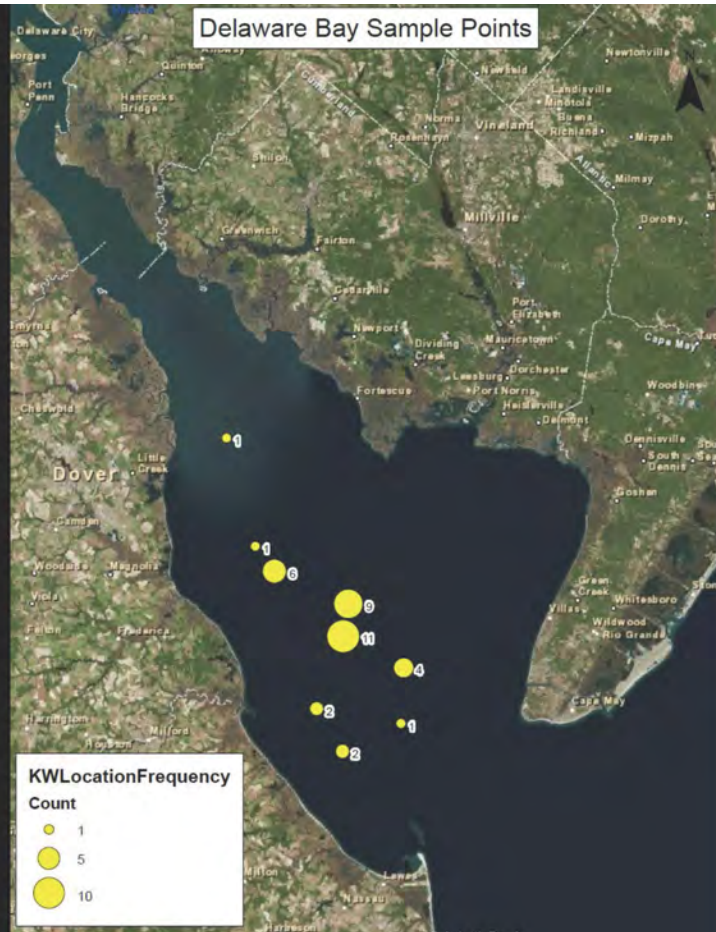 Delaware Bay Sample Points
Delaware City
Port
Penn
Quinton
Hancocks
Bridge
Newfield
Newtonville
Landisville
Minotola
Buena
Richland
Mizpah
Cumberland
Norma
Vineland
Rosenhayn
Shiloh
Atlantic
Milmay
Millville
Dorothy
Greenwich
Fairton
Cedarville
Port
Elizabeth
Newport
Mauricetown
Dividing
Creek
Cape May
Dorchester
Leesburg
Port Norris
Woodbine
Fortescue
Heislerville
Delmont
Cheswold
Dennisville
South
Dennis
1
Little
Creek
Dover
Goshen
Camden
1
Woodside
Magnolia
6
Green
Creek
Viola
9
Whitesboro
Villas
Wildwood
Felton
Frederica
11
Rio Grande
4
Cape May
2
1
Harrington
Milford
Houston
2
KWLocationFrequency
Count
1
5
10
Milton
Lewes
Nassau